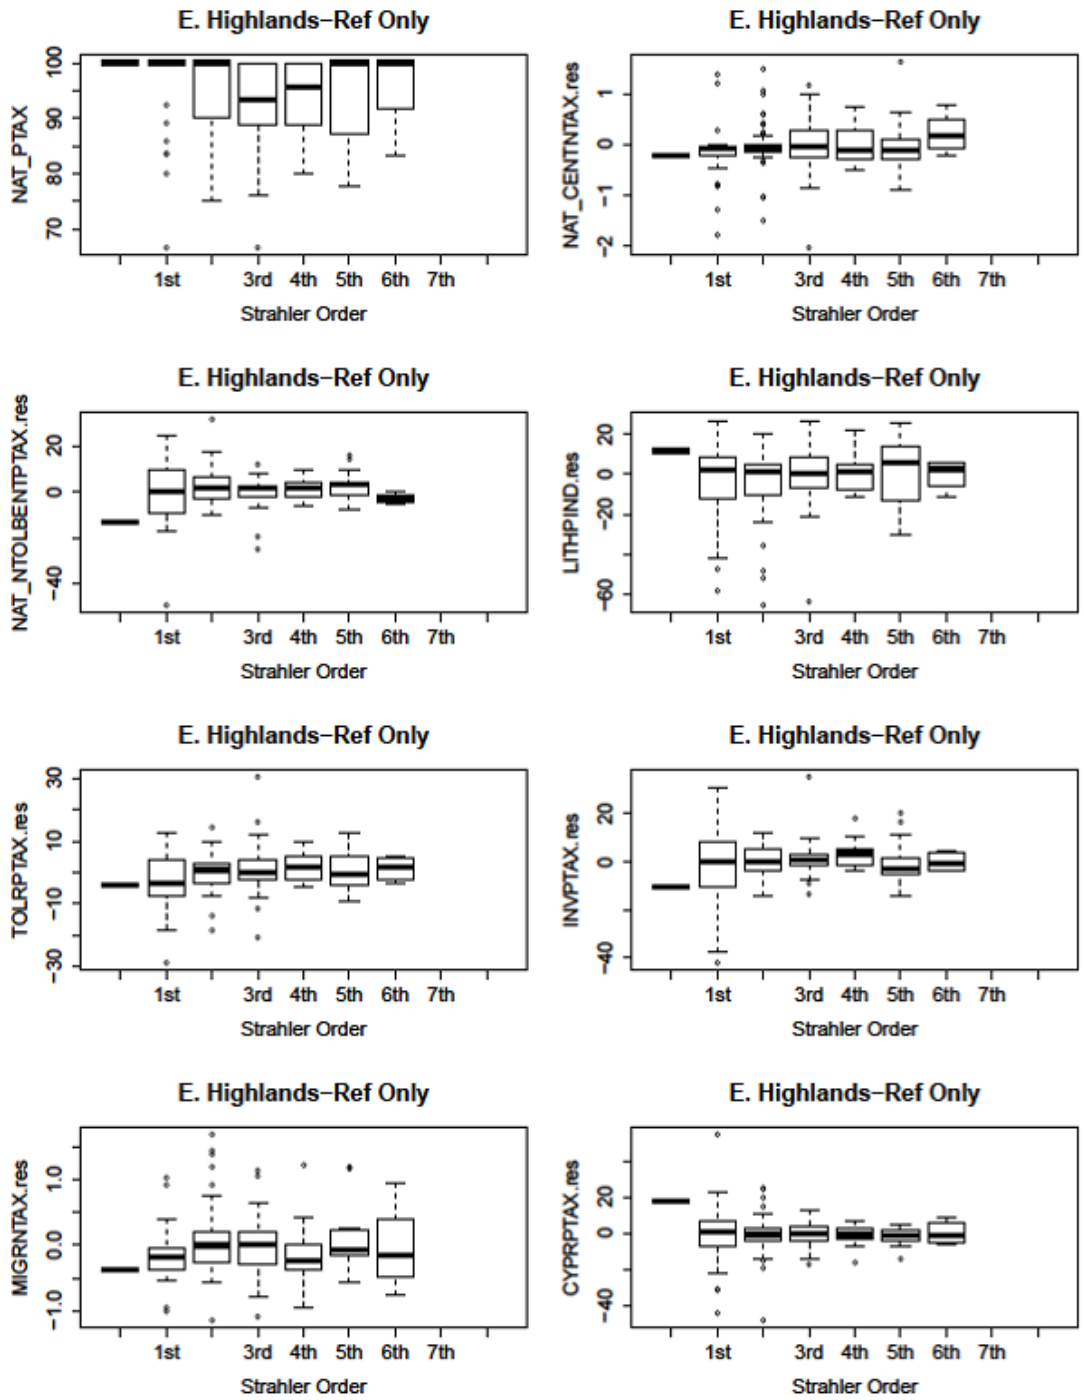 E. Highlands−Ref Only
NAT_PTAX
100
90
80
70
1st 3rd 4th 5th 6th 7th
Strahler Order
E. Highlands−Ref Only
NAT_CENTNTAX.res
1
0
−1
−2
1st 3rd 4th 5th 6th 7th
Strahler Order
E. Highlands−Ref Only
NAT_NTOLBENTPTAX.res
20
0
−40
1st 3rd 4th 5th 6th 7th
Strahler Order
E. Highlands−Ref Only
LITHPIND.res
20
0
−20
−60
1st 3rd 4th 5th 6th 7th
Strahler Order
E. Highlands−Ref Only
TOLRPTAX.res
30
10
−10
−30
1st 3rd 4th 5th 6th 7th
Strahler Order
E. Highlands−Ref Only
INVPTAX.res
20
0
−40
1st 3rd 4th 5th 6th 7th
Strahler Order
E. Highlands−Ref Only
MIGRNTAX.res
1.0
0.0
−1.0
1st 3rd 4th 5th 6th 7th
Strahler Order
E. Highlands−Ref Only
CYPRPTAX.res
20
0
−40
1st 3rd 4th 5th 6th 7th
Strahler Order